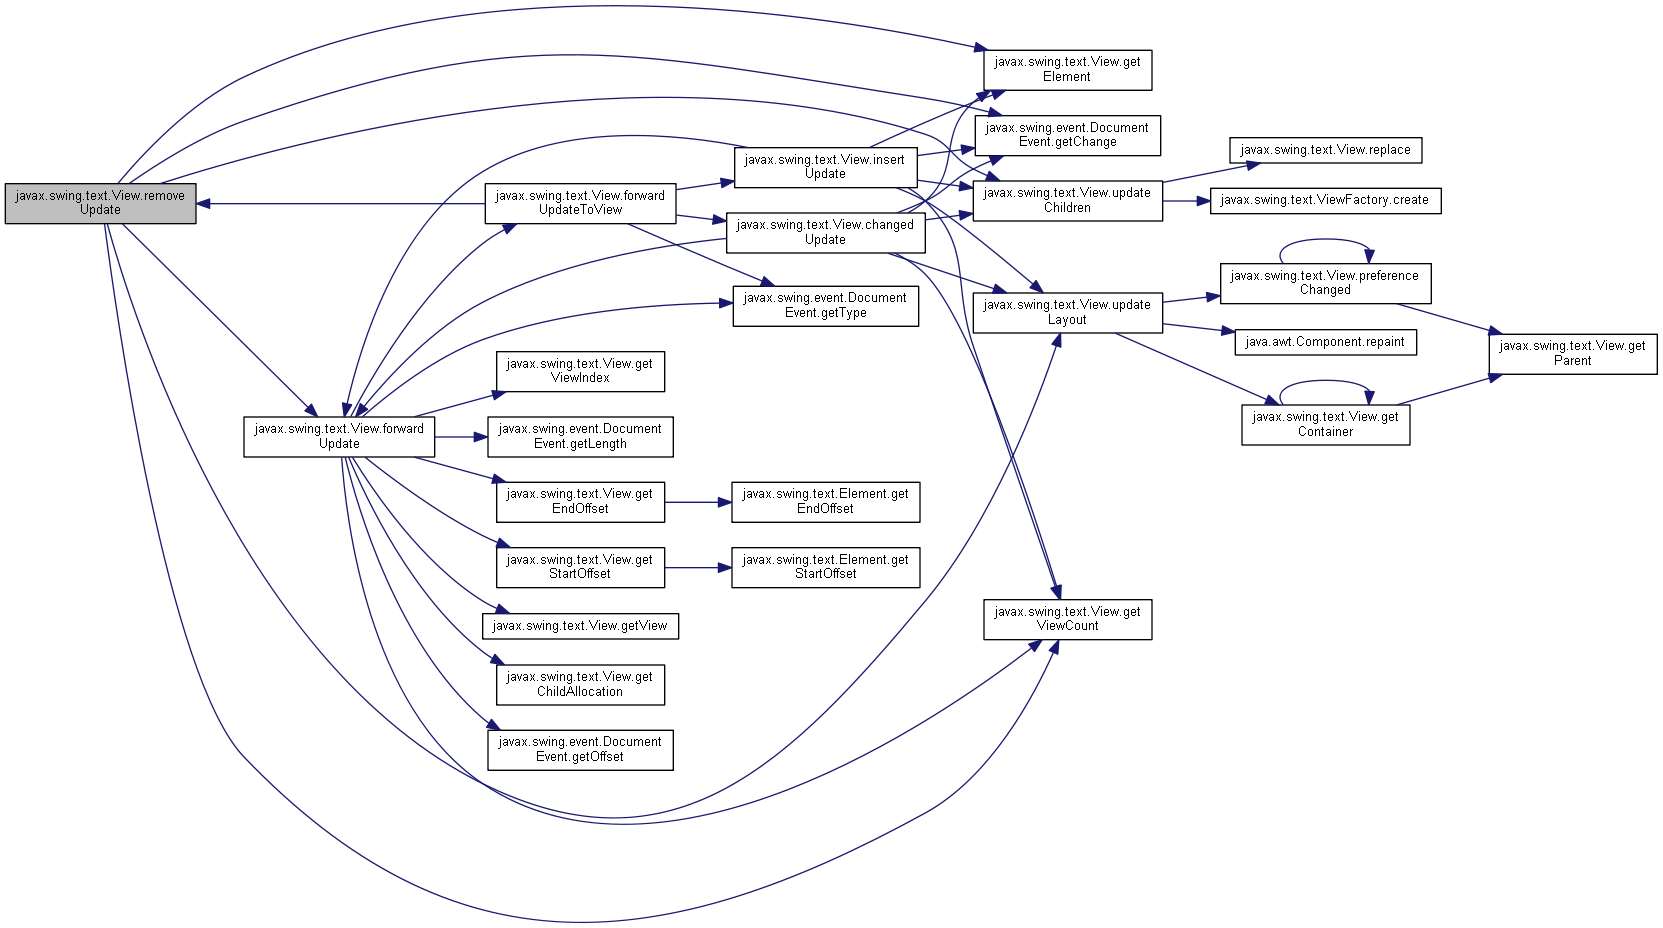 javax.swing.text.View.remove
Update
javax.swing.text.View.forward
Update
javax.swing.text.View.forward
UpdateToView
javax.swing.text.View.get
ViewIndex
javax.swing.event.Document
Event.getLength
javax.swing.text.View.get
EndOffset
javax.swing.text.View.get
StartOffset
javax.swing.text.View.getView
javax.swing.text.View.get
ChildAllocation
javax.swing.event.Document
Event.getOffset
javax.swing.text.View.insert
Update
javax.swing.text.View.changed
Update
javax.swing.event.Document
Event.getType
javax.swing.text.Element.get
EndOffset
javax.swing.text.Element.get
StartOffset
javax.swing.text.View.get
Element
javax.swing.event.Document
Event.getChange
javax.swing.text.View.update
Children
javax.swing.text.View.update
Layout
javax.swing.text.View.get
ViewCount
javax.swing.text.View.replace
javax.swing.text.ViewFactory.create
javax.swing.text.View.preference
Changed
java.awt.Component.repaint
javax.swing.text.View.get
Container
javax.swing.text.View.get
Parent